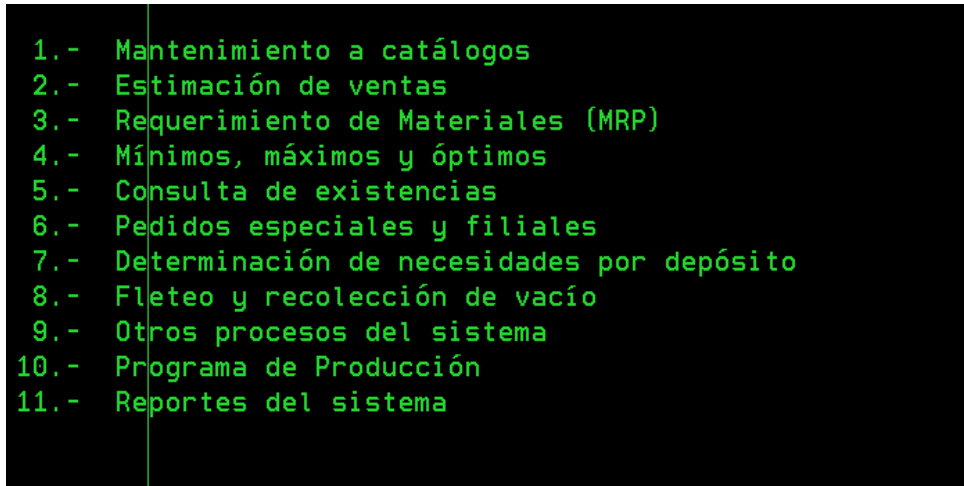 1.- Mantenimiento a catálogos
2.- Estimación de ventas
3.- Requerimiento de Materiales (MRP)
4.- Mínimos, máximos y óptimos
5.- Consulta de existencias
6.- Pedidos especiales y filiales
7.- Determinación de necesidades por depósito
8.- Fleteo y recolección de vacío
9.- Otros procesos del sistema
10.- Programa de Producción
11.- Reportes del sistema